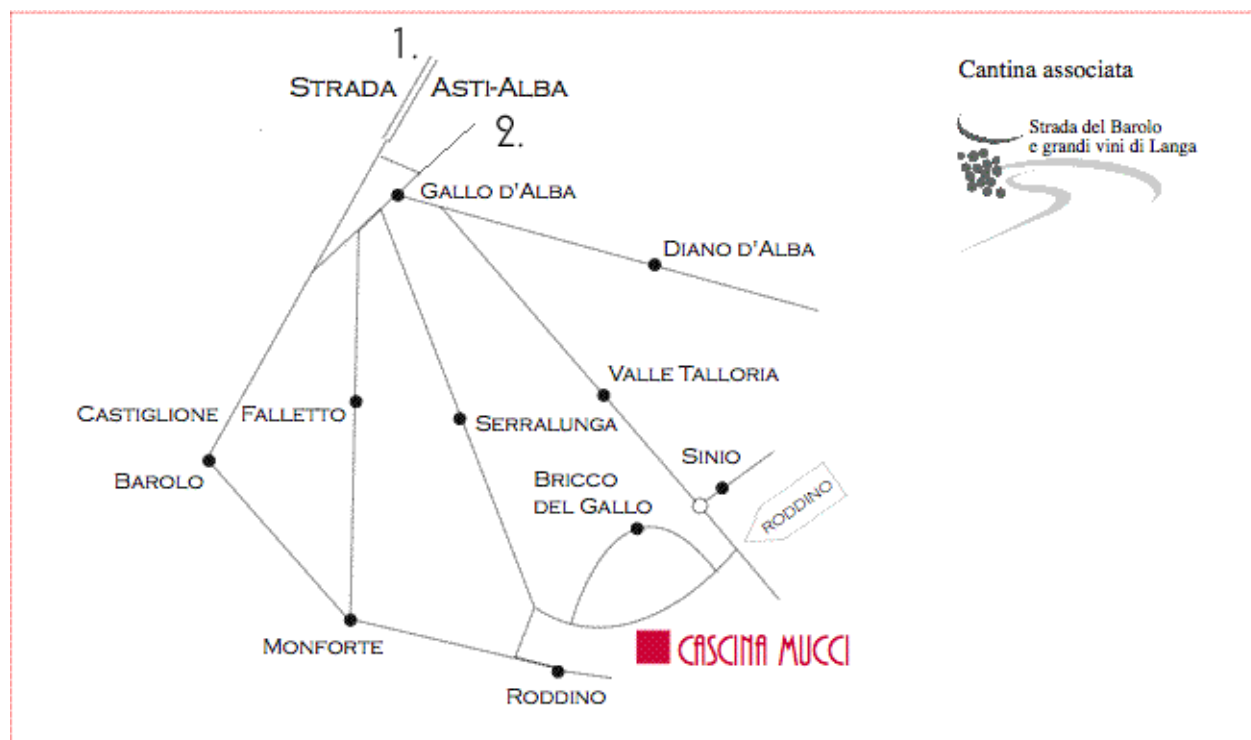 1.
STRADA ASTI-ALBA
2.
Cantina associata
Strada del Barolo
e grandi vini di Langa
GALLO D'ALBA
DIANO D'ALBA
VALLE TALLORIA
CASTIGLIONE FALLETTO
SERRALUNGA
BAROLO
SINIO
BRICCO
DEL GALLO
RODDINO
CASCINA MUCCI
MONFORTE
RODDINO